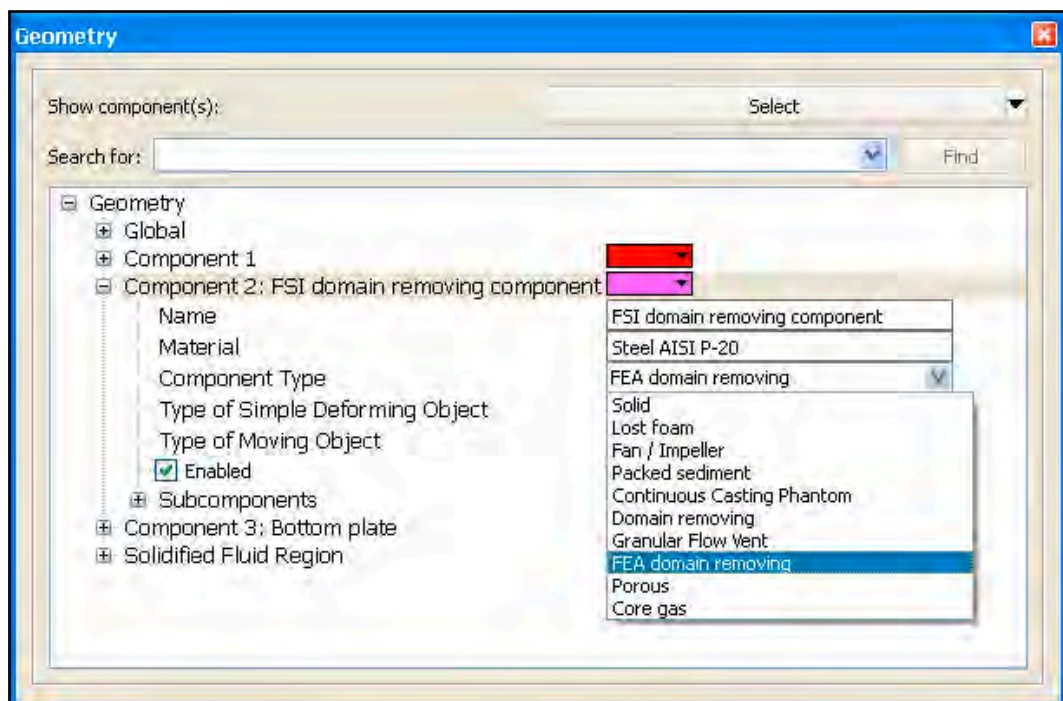 Geometry
Show component(s): Select
Search for: Find
Geometry
Global
Component 1
Component 2: FSI domain removing component
Name FSI domain removing component
Material Steel AISI P-20
Component Type FEA domain removing
Type of Simple Deforming Object Solid
Lost foam
Type of Moving Object Fan / Impeller
Enabled Packed sediment
Subcomponents Continuous Casting Phantom
Component 3: Bottom plate Domain removing
Granular Flow Vent
Solidified Fluid Region FEA domain removing
Porous
Core gas